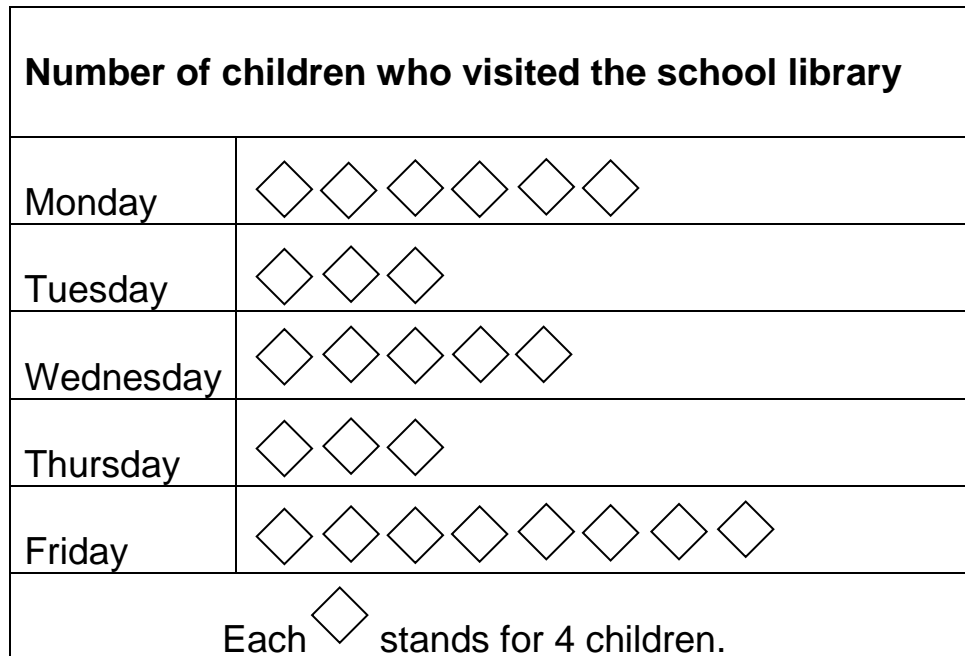 Number of children who visited the school library
Monday
Tuesday
Wednesday
Thursday
Friday
Each stands for 4 children.